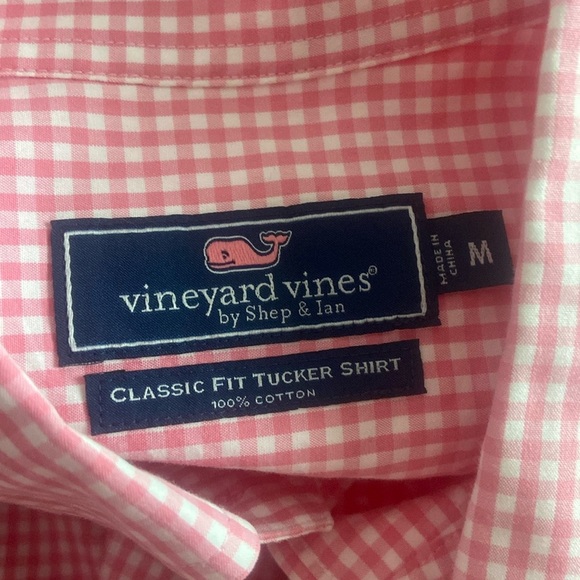 vineyard vines®
by Shep & Ian
MADE IN
CHINA
M
CLASSIC FIT TUCKER SHIRT
100% COTTON